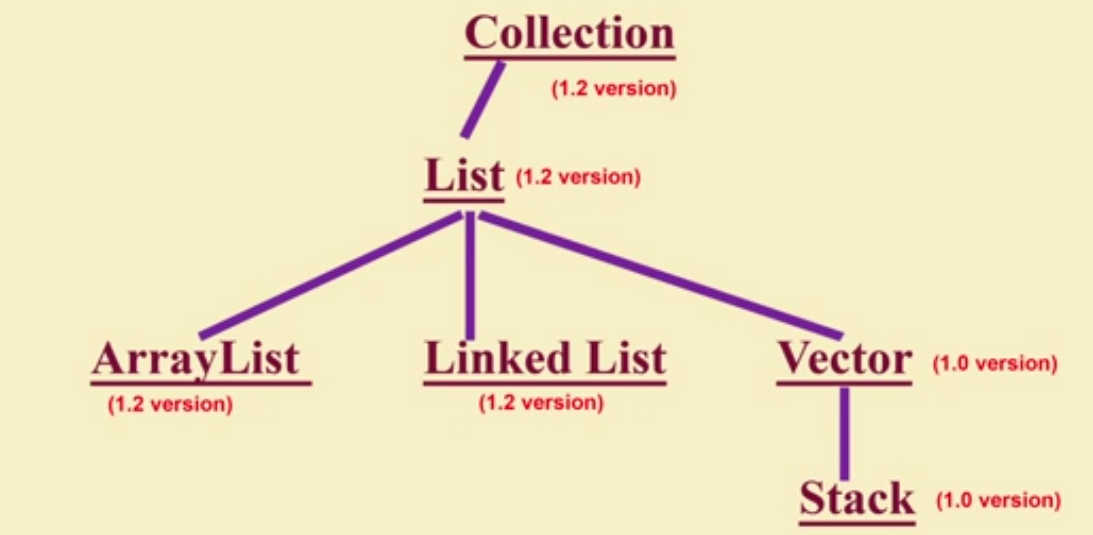 Collection
(1.2 version)
List (1.2 version)
ArrayList
(1.2 version)
Linked List
(1.2 version)
Vector (1.0 version)
Stack (1.0 version)